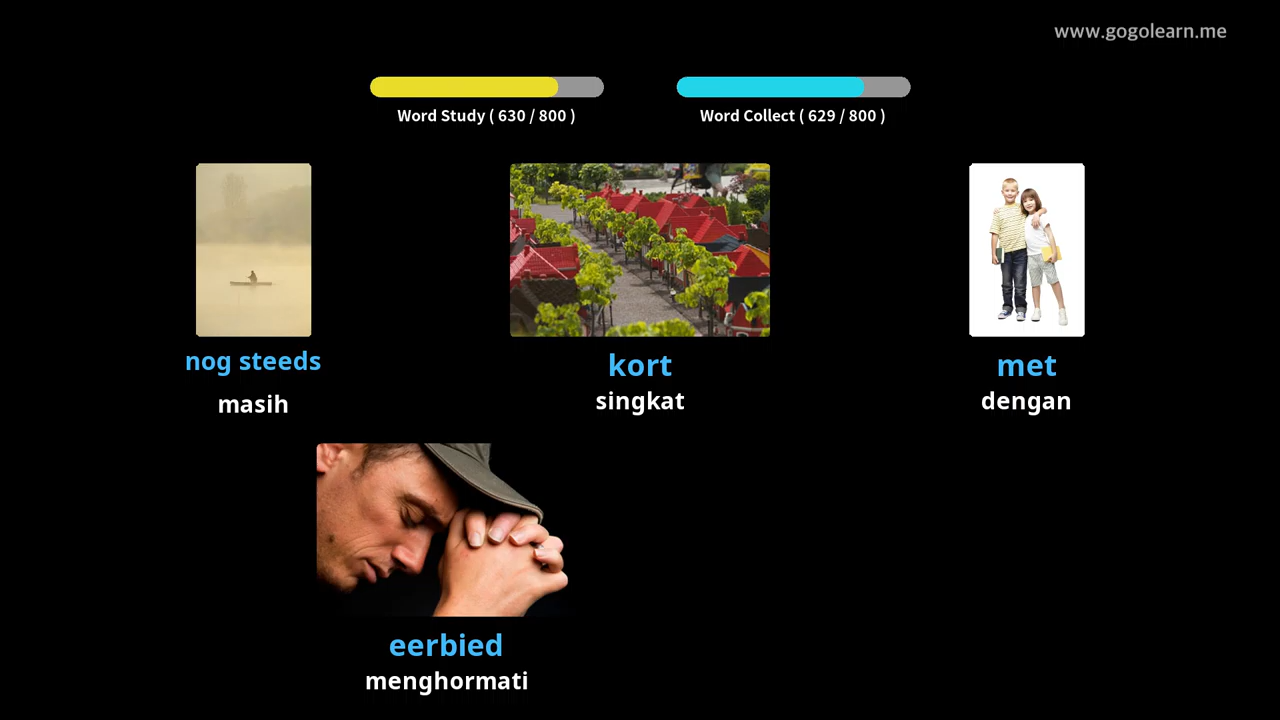 www.gogolearn.me
Word Study ( 630 / 800 )
Word Collect ( 629 / 800 )
nog steeds
masih
kort
singkat
met
dengan
eerbied
menghormati